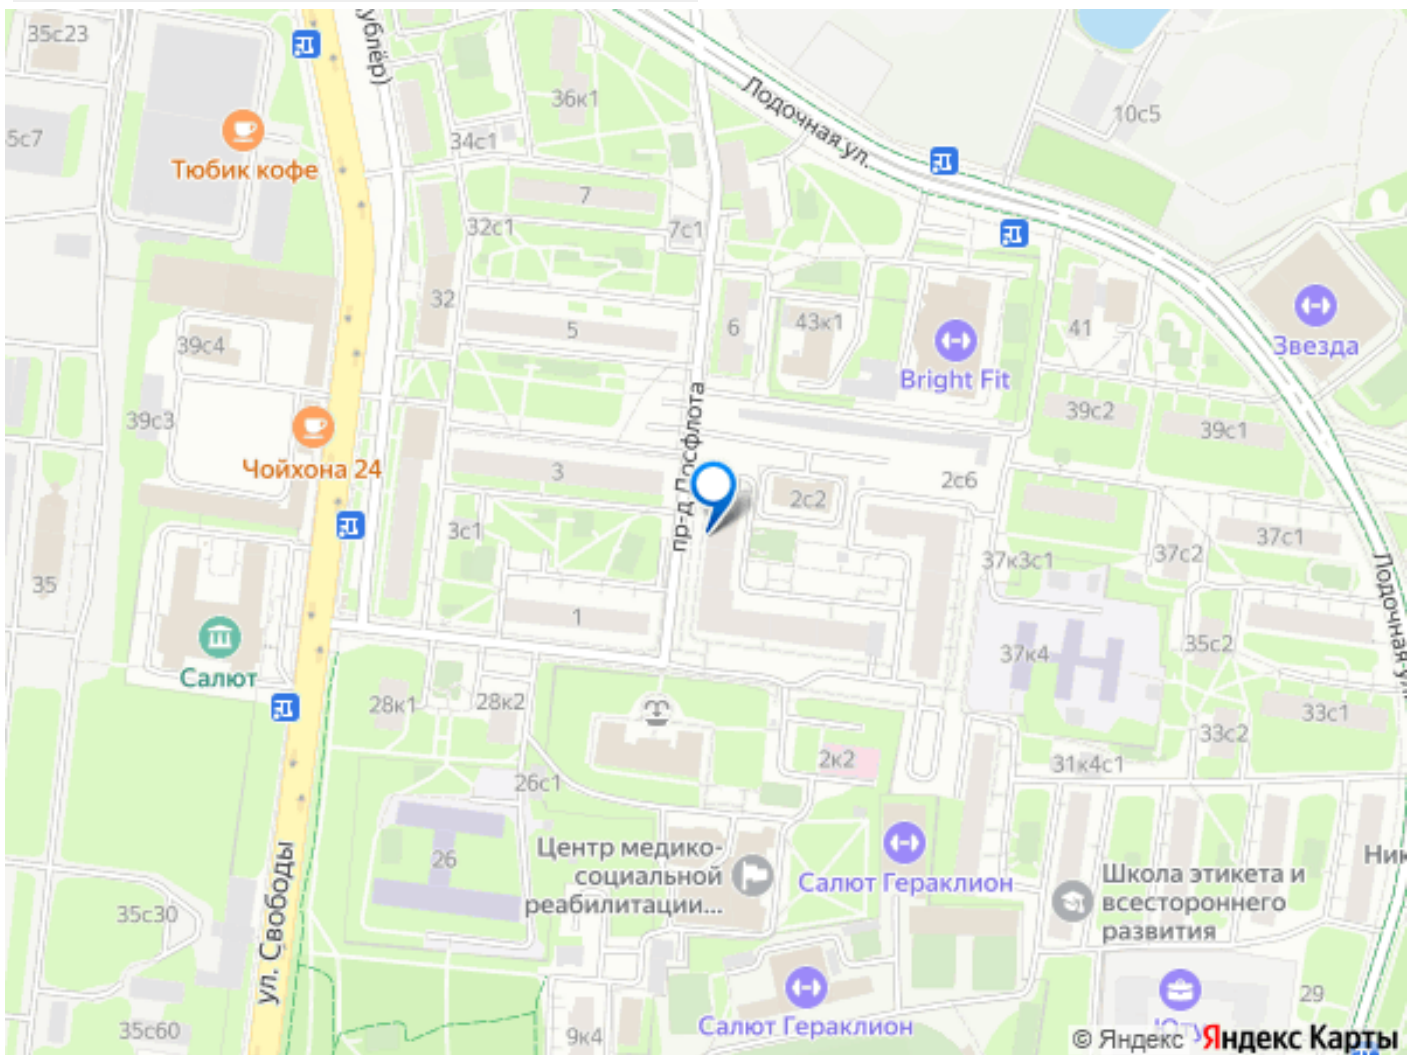 35с23
ублёр)
36к1
Лодочная ул.
10с5
5с7
Тюбик кофе
34с1
7
32с1
7с1
32
5
6
43к1
41
Звезда
39с4
Bright Fit
39с3
39с2
39с1
Чойхона 24
3
пр-д Досфлота
2с2
2с6
3с1
37с1
37с2
37к3с1
35
1
Лодочная ул.
Салют
37к4
35с2
28к1
28к2
33с1
33с2
2к2
31к4с1
26с1
26
Центр медико-
социальной
реабилитации...
Салют Гераклион
Школа этикета и
всестороннего
развития
Ник
35с30
ул. Свободы
29
Салют Гераклион
35с60
9к4
© Яндекс
Яндекс Карты